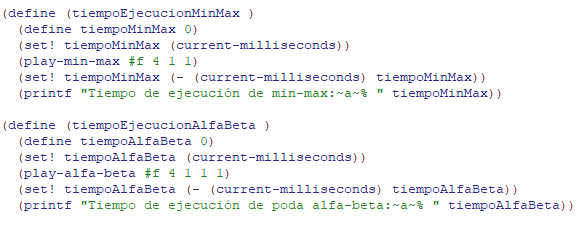 (define (tiempoEjecucionMinMax )
(define tiempoMinMax 0)
(set! tiempoMinMax (current-milliseconds))
(play-min-max #f 4 1 1)
(set! tiempoMinMax (- (current-milliseconds) tiempoMinMax))
(printf "Tiempo de ejecución de min-max:~a~% " tiempoMinMax))
(define (tiempoEjecucionAlfaBeta )
(define tiempoAlfaBeta 0)
(set! tiempoAlfaBeta (current-milliseconds))
(play-alfa-beta #f 4 1 1 1)
(set! tiempoAlfaBeta (- (current-milliseconds) tiempoAlfaBeta))
(printf "Tiempo de ejecución de poda alfa-beta:~a~% " tiempoAlfaBeta))